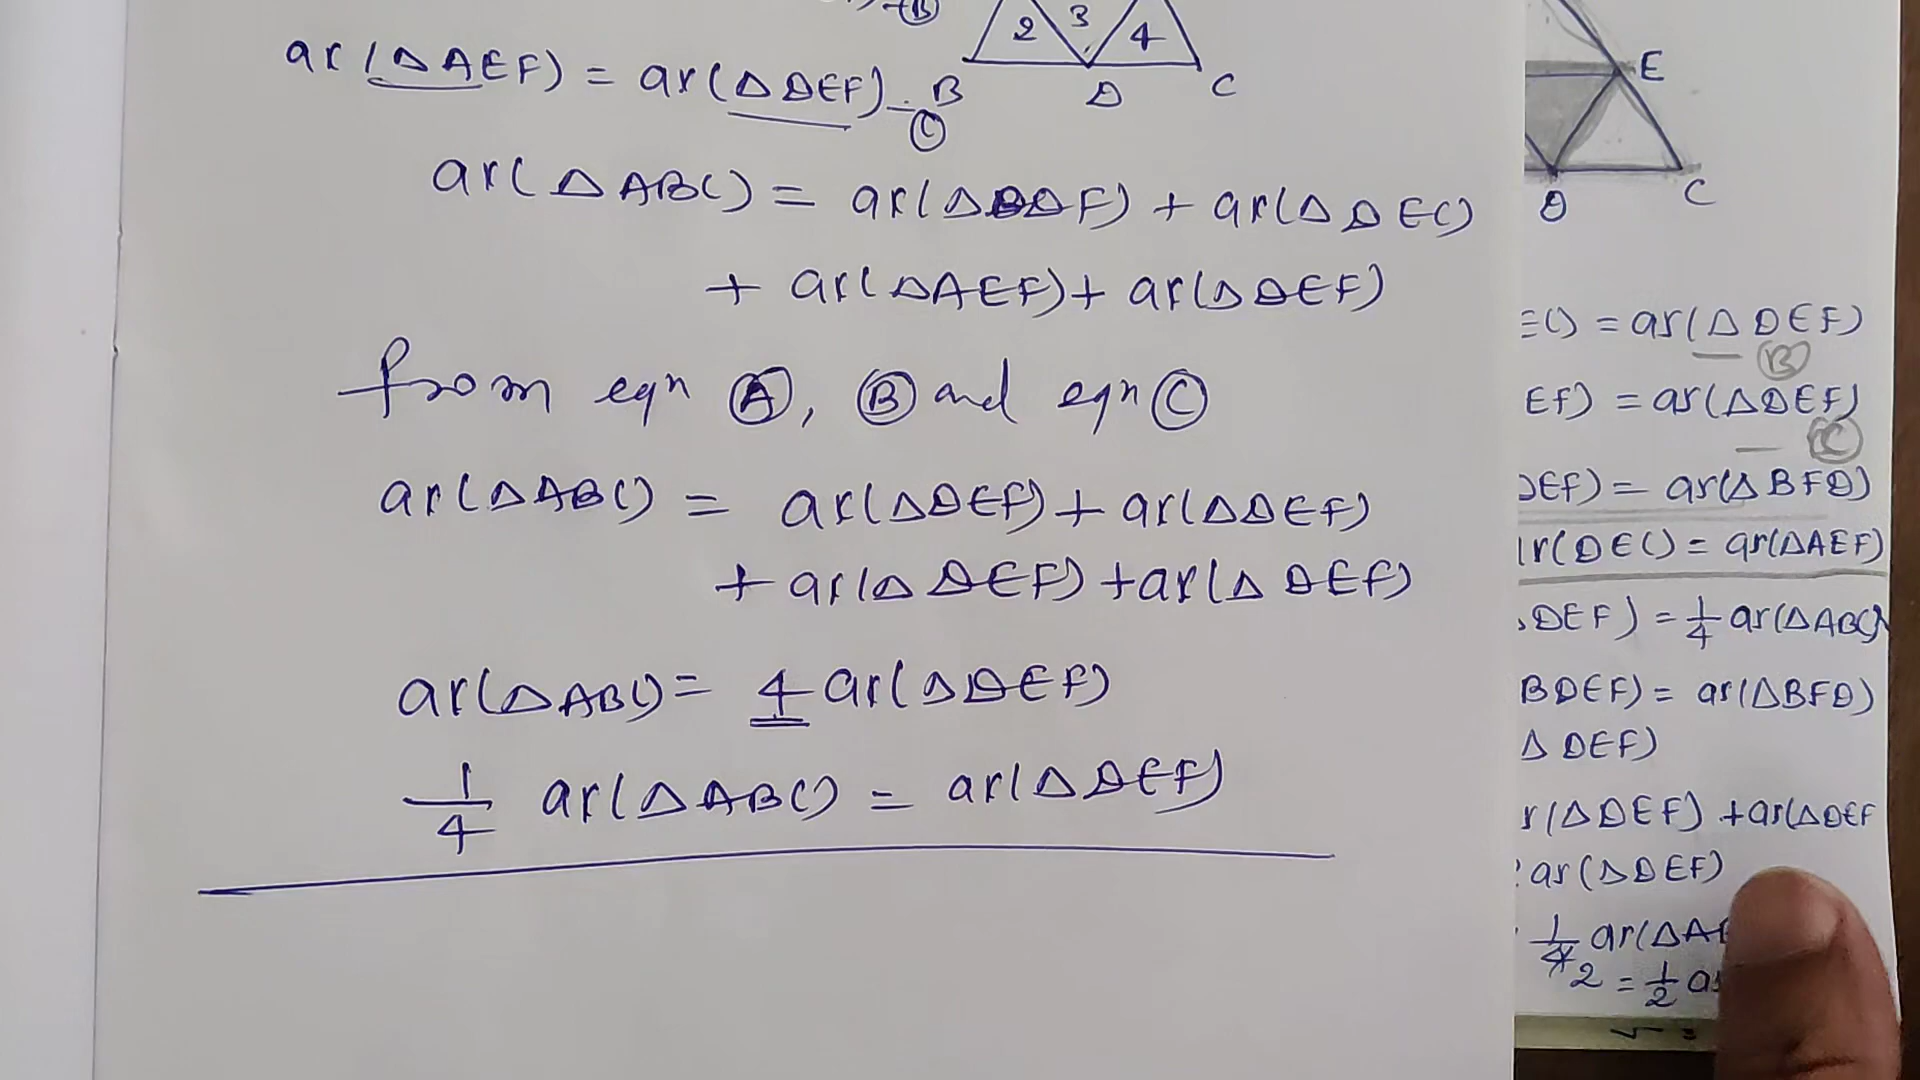 B
2 3 4
ar(△AEF) = ar(△DEF) - C
B D C
ar(△ABC) = ar(△BDF) + ar(△DEC)
+ ar(△AEF) + ar(△DEF)
from eqn A, B and eqn C
ar(△ABC) = ar(△DEF) + ar(△DEF)
+ ar(△DEF) + ar(△DEF)
ar(△ABC) = 4 ar(△DEF)
1/4 ar(△ABC) = ar(△DEF)
E
D C
EC) = ar(△DEF)
B
EF) = ar(△DEF)
C
DEF) = ar(△BFD)
ar(DEC) = ar(△AEF)
DEF) = 1/4 ar(△ABC)
BDEF) = ar(△BFD)
△DEF)
r(△DEF) + ar(△DEF
ar(△DEF)
1/4 ar(△A
2 = 1/2 a